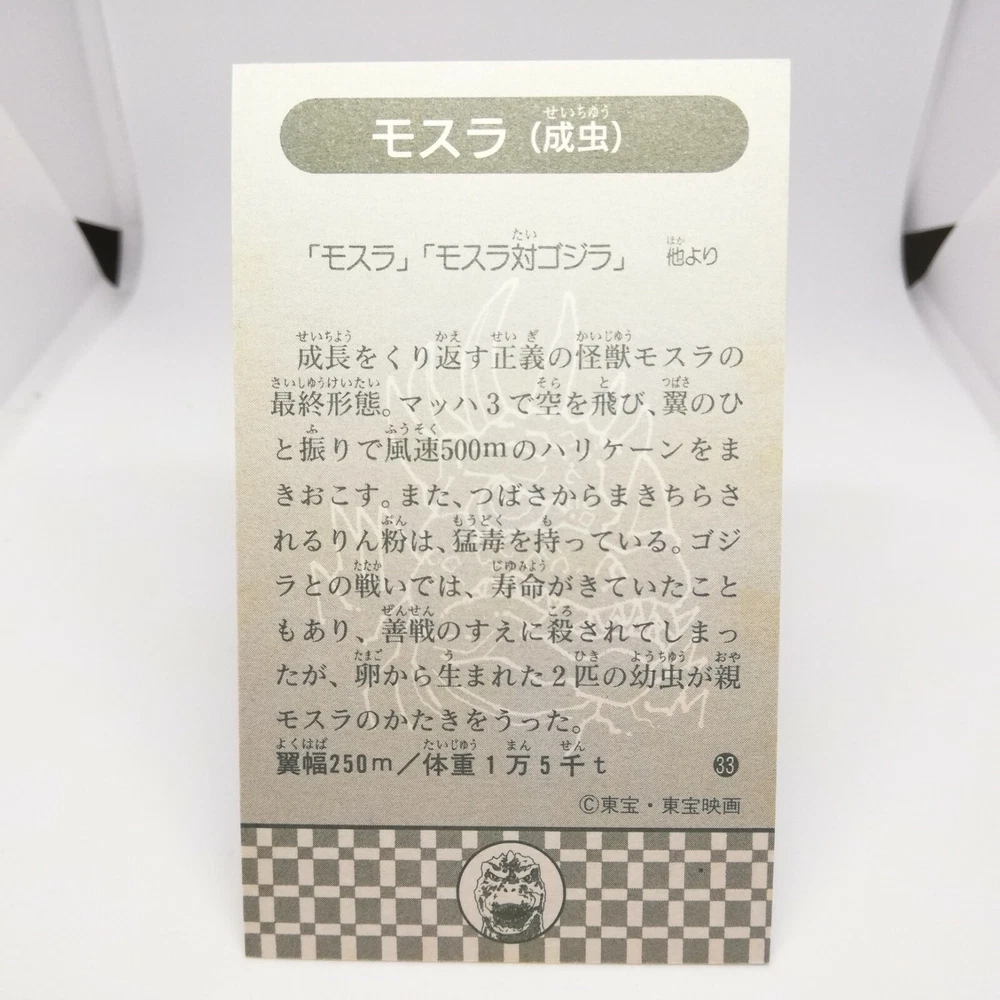 モスラ（成虫）
「モスラ」「モスラ対ゴジラ」　他より
成長をくり返す正義の怪獣モスラの
最終形態。マッハ３で空を飛び、翼のひ
と振りで風速500mのハリケーンをま
きおこす。また、つばさからまきちらさ
れるりん粉は、猛毒を持っている。ゴジ
ラとの戦いでは、寿命がきていたこと
もあり、善戦のすえに殺されてしまっ
たが、卵から生まれた２匹の幼虫が親
モスラのかたきをうった。
翼幅250m／体重１万５千t
33
©東宝・東宝映画